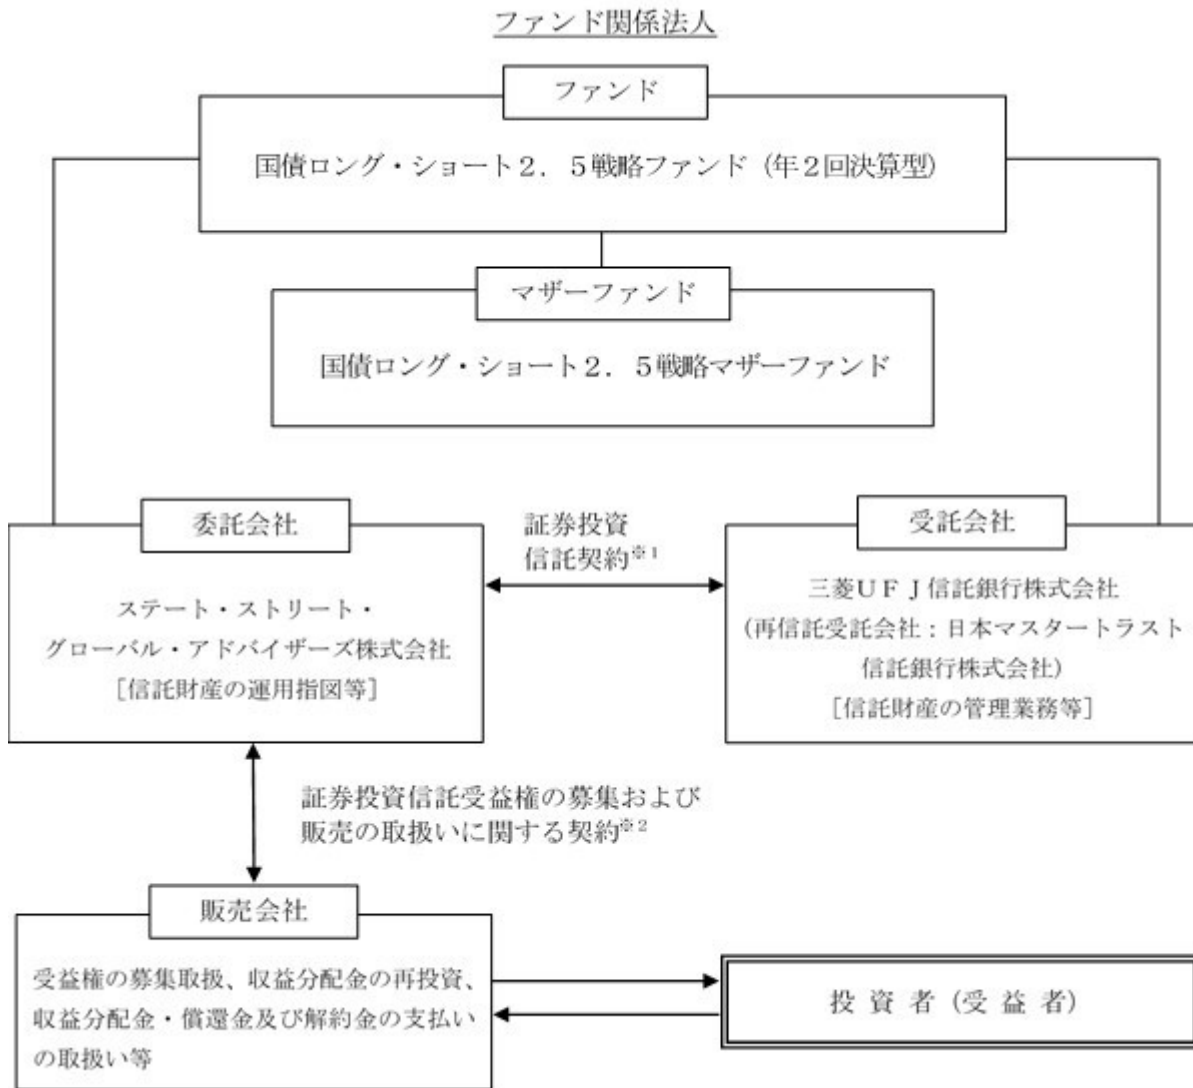 ファンド関係法人
ファンド
国債ロング・ショート２．５戦略ファンド（年２回決算型）
マザーファンド
国債ロング・ショート２．５戦略マザーファンド
委託会社
ステート・ストリート・
グローバル・アドバイザーズ株式会社
［信託財産の運用指図等］
証券投資
信託契約※1
受託会社
三菱ＵＦＪ信託銀行株式会社
(再信託受託会社：日本マスタートラスト
信託銀行株式会社)
［信託財産の管理業務等］
証券投資信託受益権の募集および
販売の取扱いに関する契約※2
販売会社
受益権の募集取扱、収益分配金の再投資、
収益分配金・償還金及び解約金の支払い
の取扱い等
投 資 者（受 益 者）